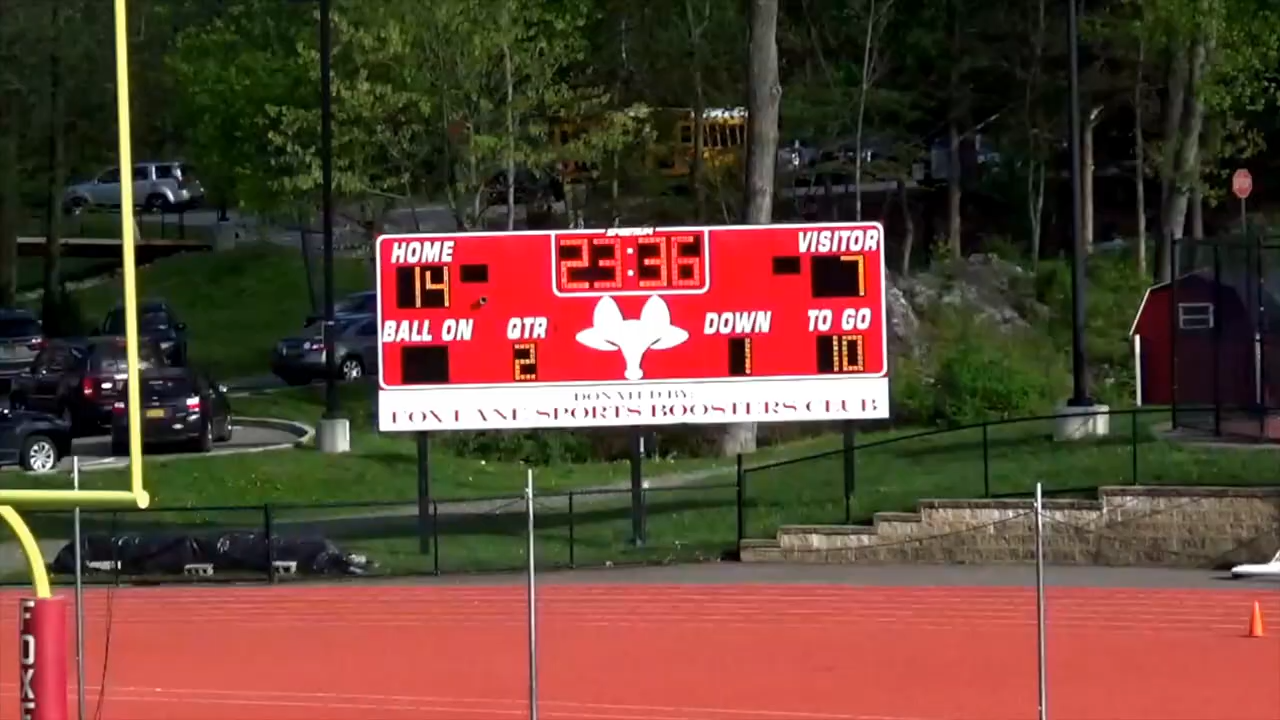 HOME
23:36
VISITOR
14
7
BALL ON
QTR
DOWN
TO GO
2
1
10
DONATED BY:
FOX LANE SPORTS BOOSTERS CLUB
FOXE